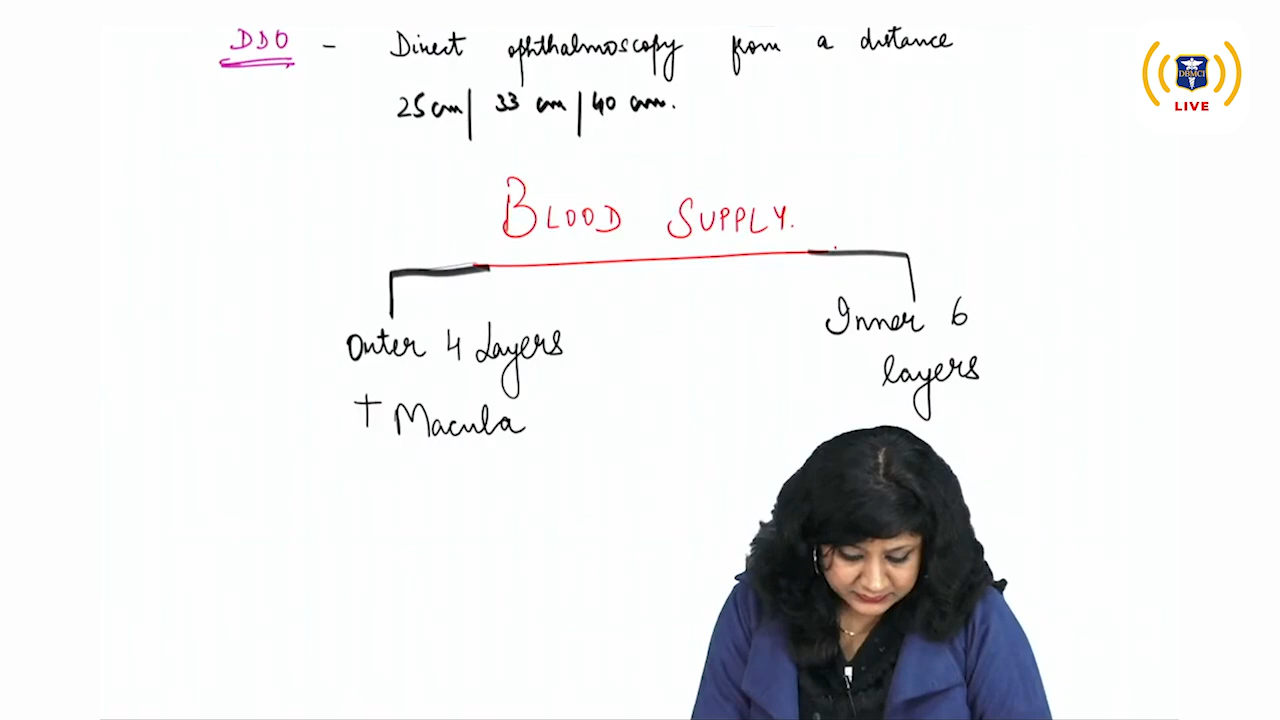 DDO - Direct ophthalmoscopy from a distance
25 cm | 33 cm | 40 cm.
BLOOD SUPPLY.
Outer 4 Layers
+ Macula
Inner 6
layers
DBMCI
LIVE